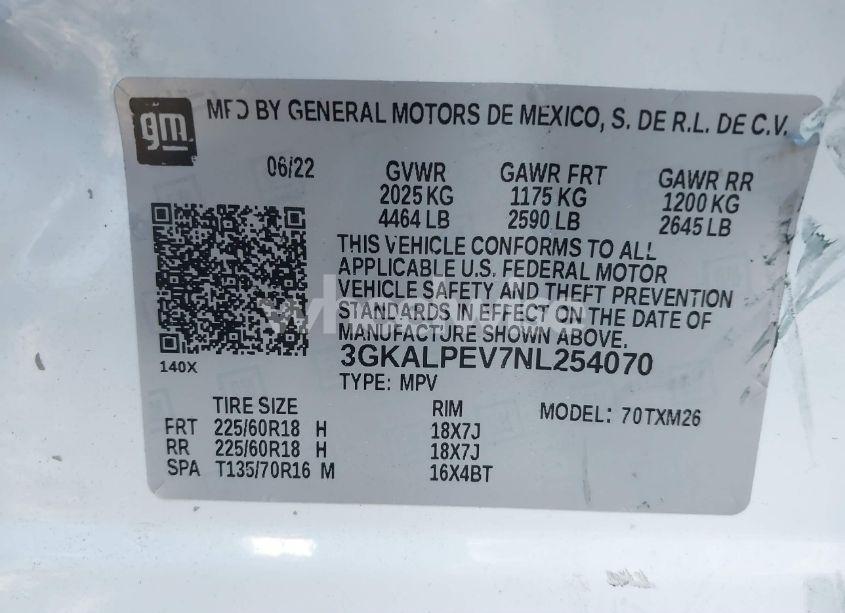 gm
MFD BY GENERAL MOTORS DE MEXICO, S. DE R.L. DE C.V.
06/22 GVWR GAWR FRT GAWR RR
2025 KG 1175 KG 1200 KG
4464 LB 2590 LB 2645 LB
THIS VEHICLE CONFORMS TO ALL
APPLICABLE U.S. FEDERAL MOTOR
VEHICLE SAFETY AND THEFT PREVENTION
STANDARDS IN EFFECT ON THE DATE OF
MANUFACTURE SHOWN ABOVE.
3GKALPEV7NL254070
140X
TYPE: MPV
TIRE SIZE RIM MODEL: 70TXM26
FRT 225/60R18 H 18X7J
RR 225/60R18 H 18X7J
SPA T135/70R16 M 16X4BT